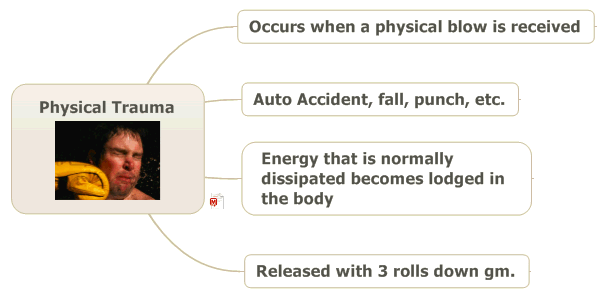 Physical Trauma
Occurs when a physical blow is received
Auto Accident, fall, punch, etc.
Energy that is normally
dissipated becomes lodged in
the body
Released with 3 rolls down gm.